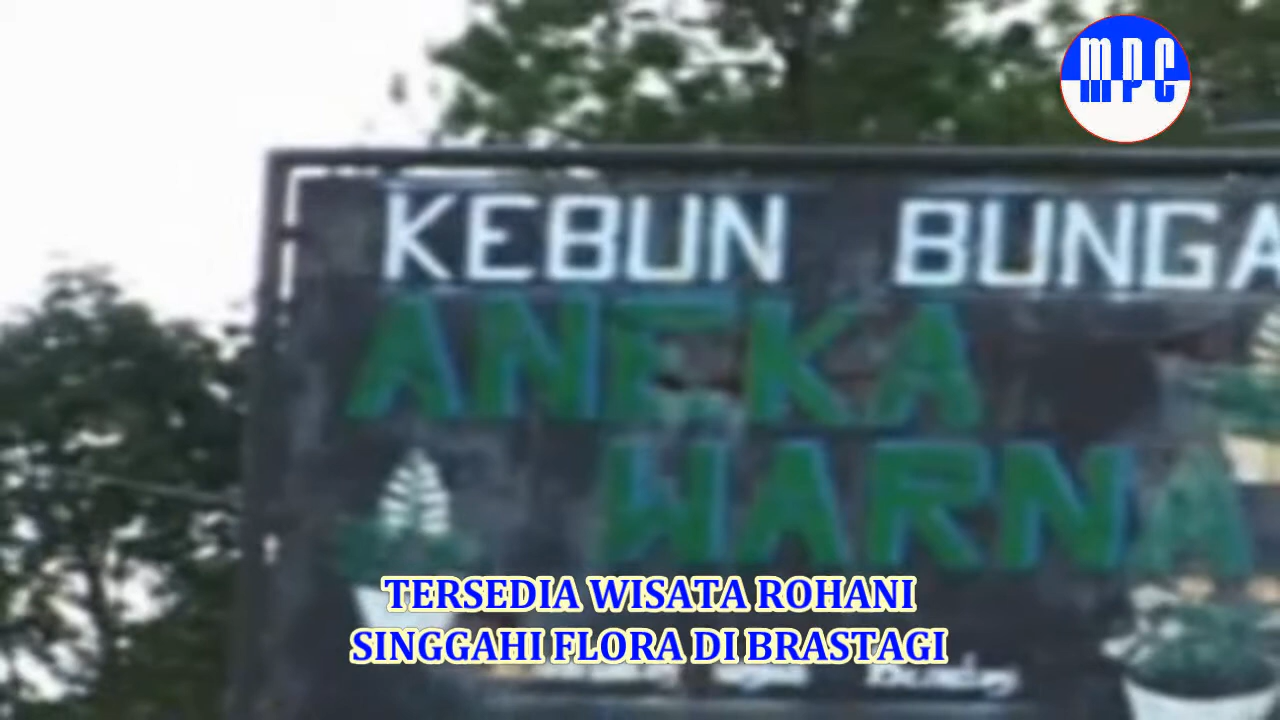 MPC
KEBUN BUNGA
ANEKA
WARNA
TERSEDIA WISATA ROHANI
SINGGAHI FLORA DI BRASTAGI